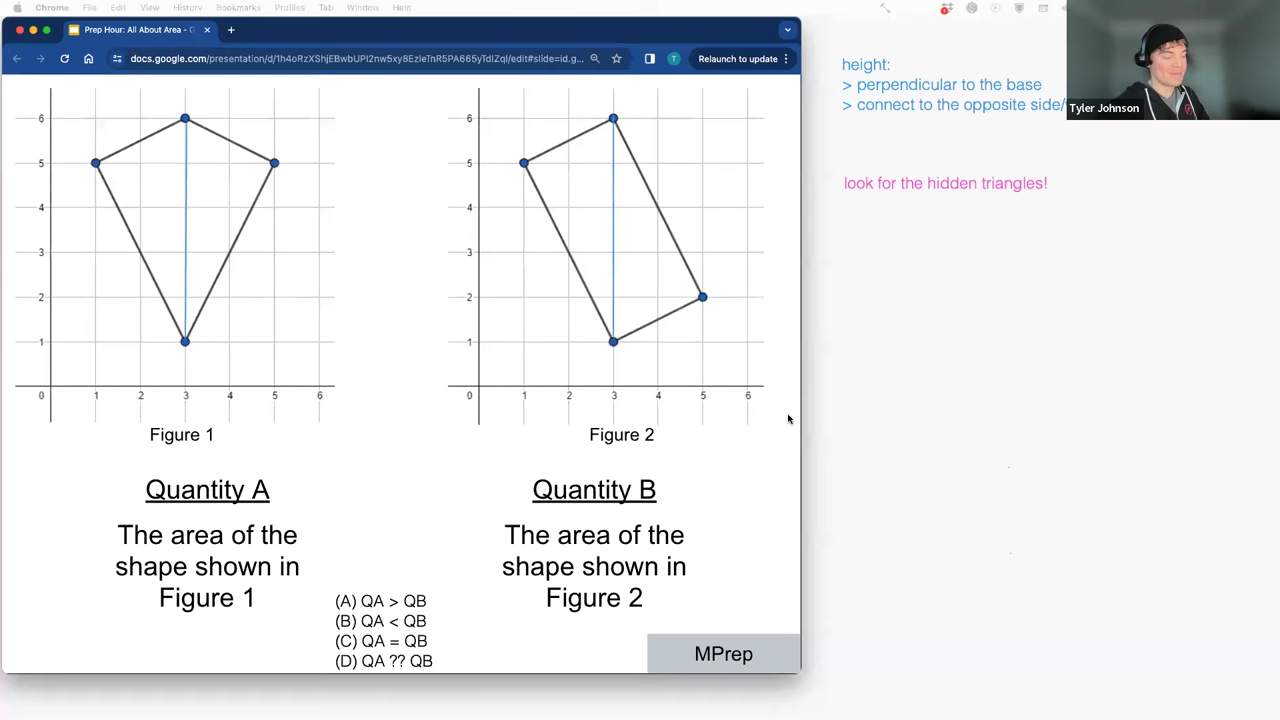 Chrome File Edit View History Bookmarks Profiles Tab Window Help
Prep Hour: All About Area - G
docs.google.com/presentation/d/1h4oRzXShjEBwbUPI2nw5xy8EzleTnR5PA665yTdIZqI/edit#slide=id.g...
T
Relaunch to update
6
5
4
3
2
1
0 1 2 3 4 5 6
Figure 1
6
5
4
3
2
1
0 1 2 3 4 5 6
Figure 2
Quantity A
The area of the
shape shown in
Figure 1
Quantity B
The area of the
shape shown in
Figure 2
(A) QA > QB
(B) QA < QB
(C) QA = QB
(D) QA ?? QB
MPrep
height:
> perpendicular to the base
> connect to the opposite side/
look for the hidden triangles!
Tyler Johnson